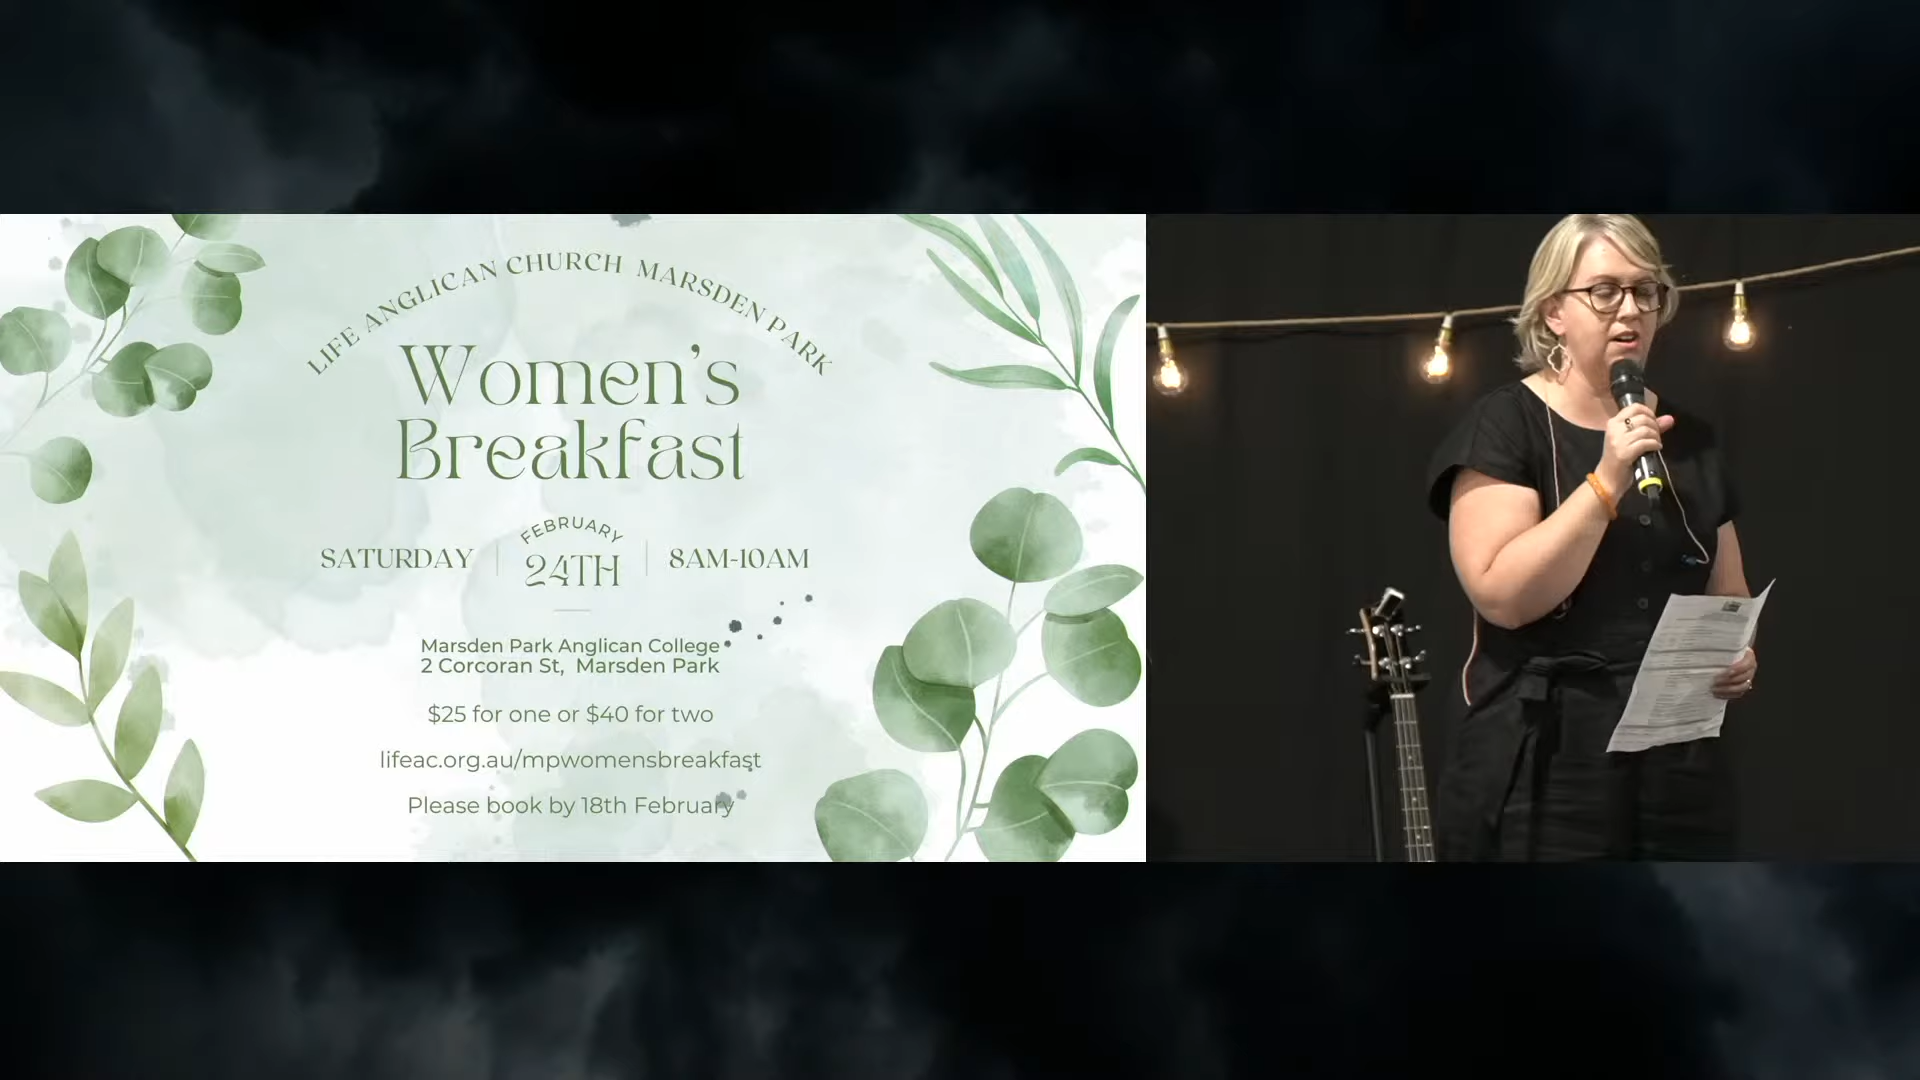 LIFE ANGLICAN CHURCH MARSDEN PARK
Women's
Breakfast
SATURDAY
FEBRUARY
24TH
8AM-10AM
Marsden Park Anglican College
2 Corcoran St, Marsden Park
$25 for one or $40 for two
lifeac.org.au/mpwomensbreakfast
Please book by 18th February